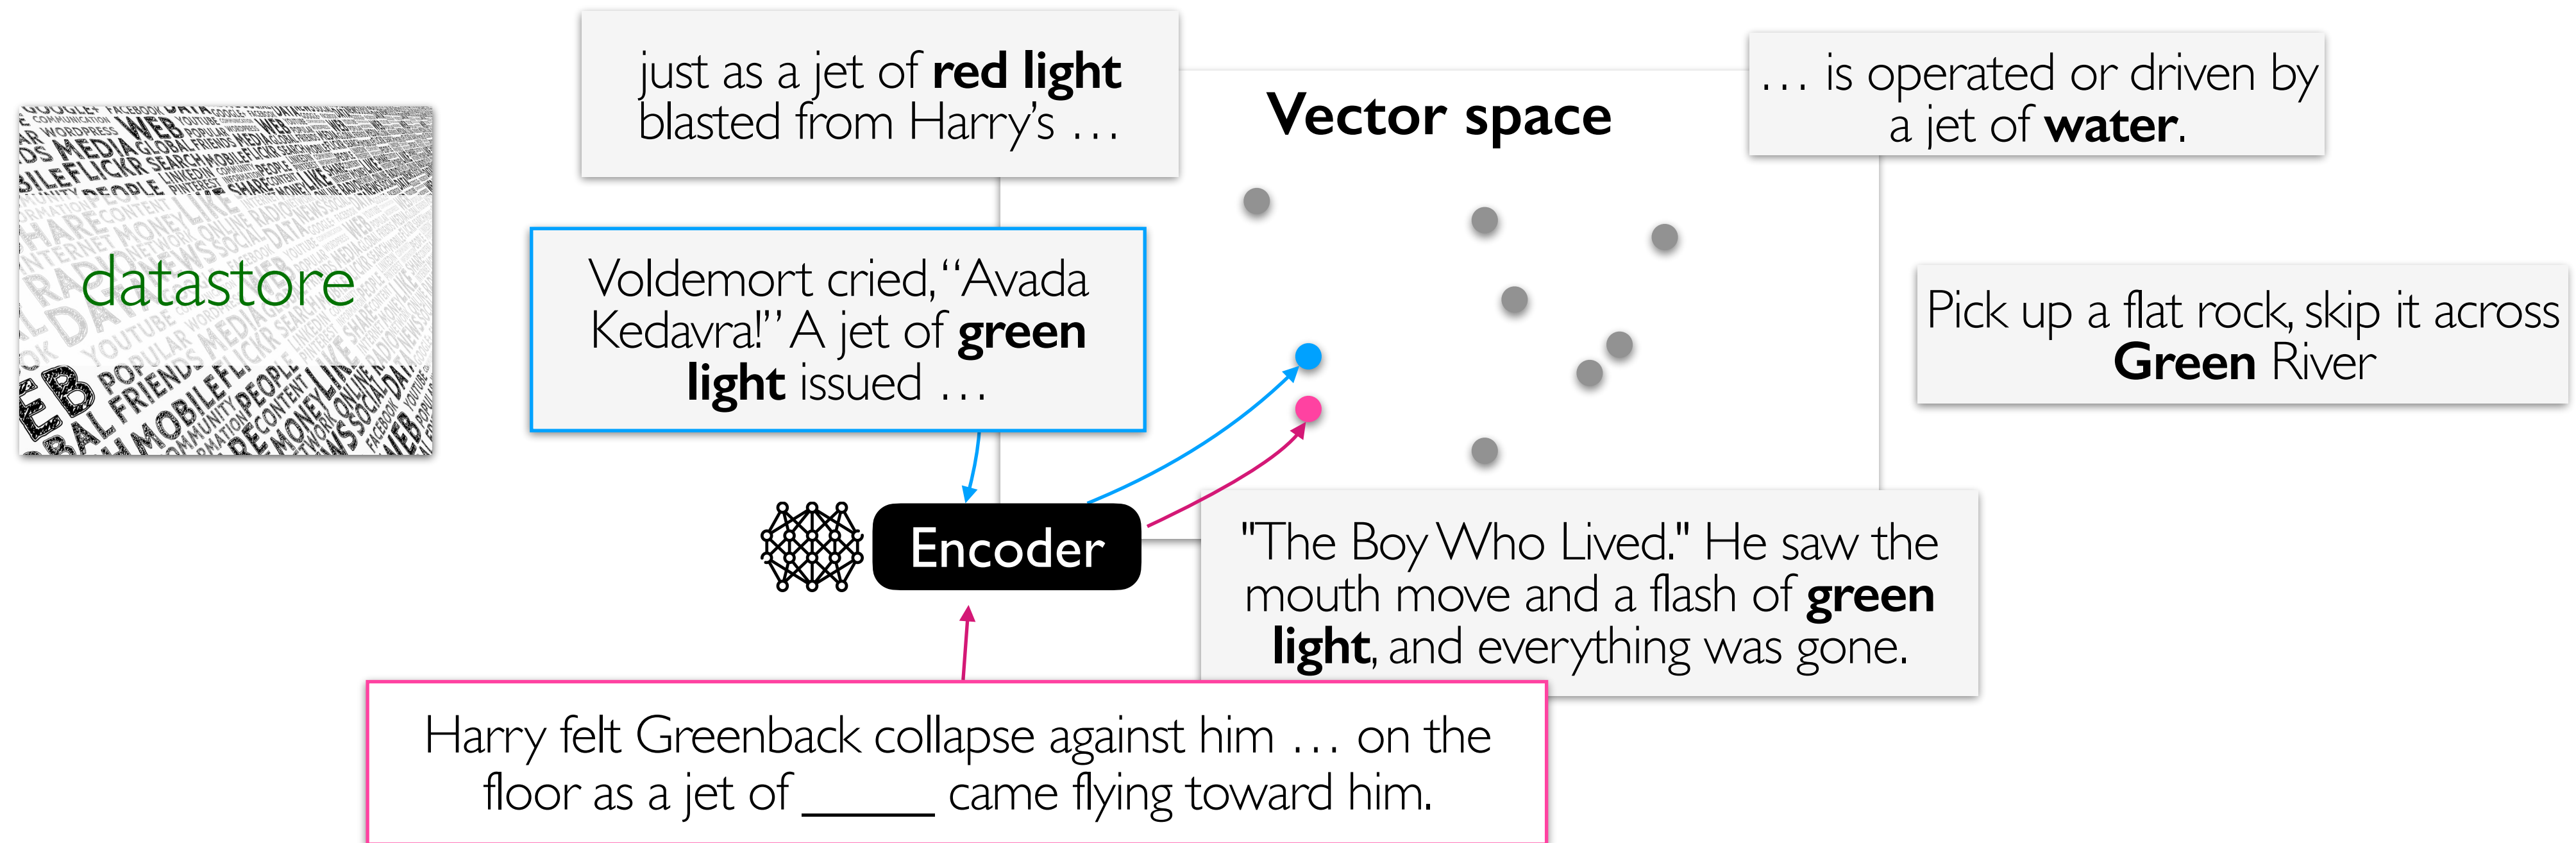 just as a jet of red light
blasted from Harry’s …
Vector space
… is operated or driven by
a jet of water.
datastore
Voldemort cried, “Avada
Kedavra!” A jet of green
light issued …
Pick up a flat rock, skip it across
Green River
Encoder
"The Boy Who Lived." He saw the
mouth move and a flash of green
light, and everything was gone.
Harry felt Greenback collapse against him … on the
floor as a jet of _____ came flying toward him.